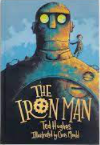 THE
IRON MAN
Ted Hughes
Illustrated by Chris Mould